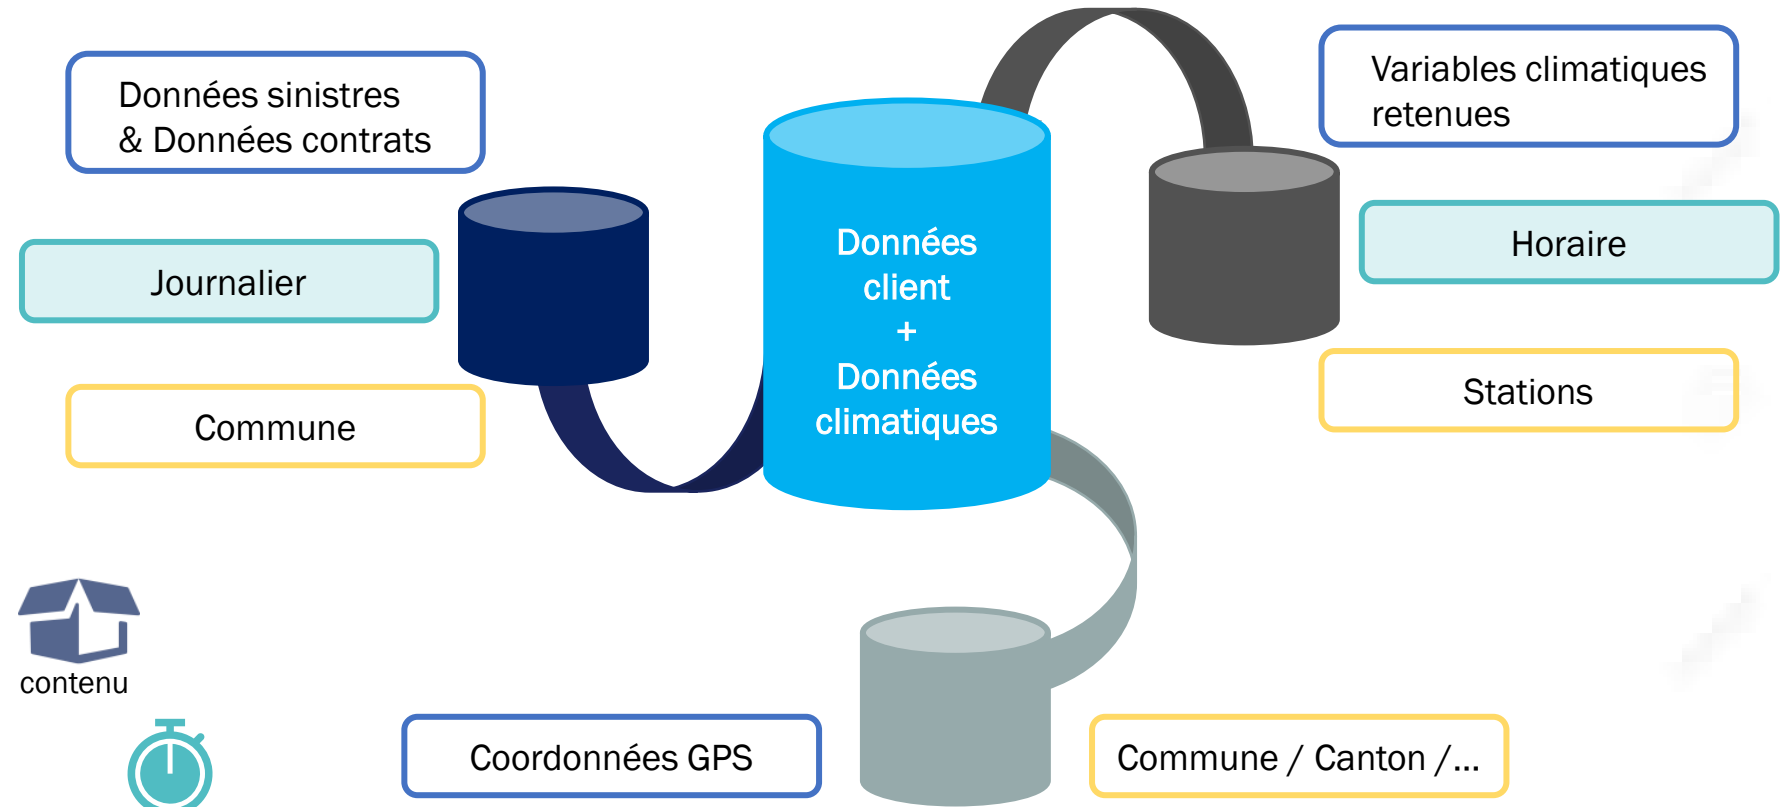 Données sinistres
& Données contrats
Journalier
Commune
Données
client
+
Données
climatiques
Variables climatiques
retenues
Horaire
Stations
contenu
Coordonnées GPS
Commune / Canton /...